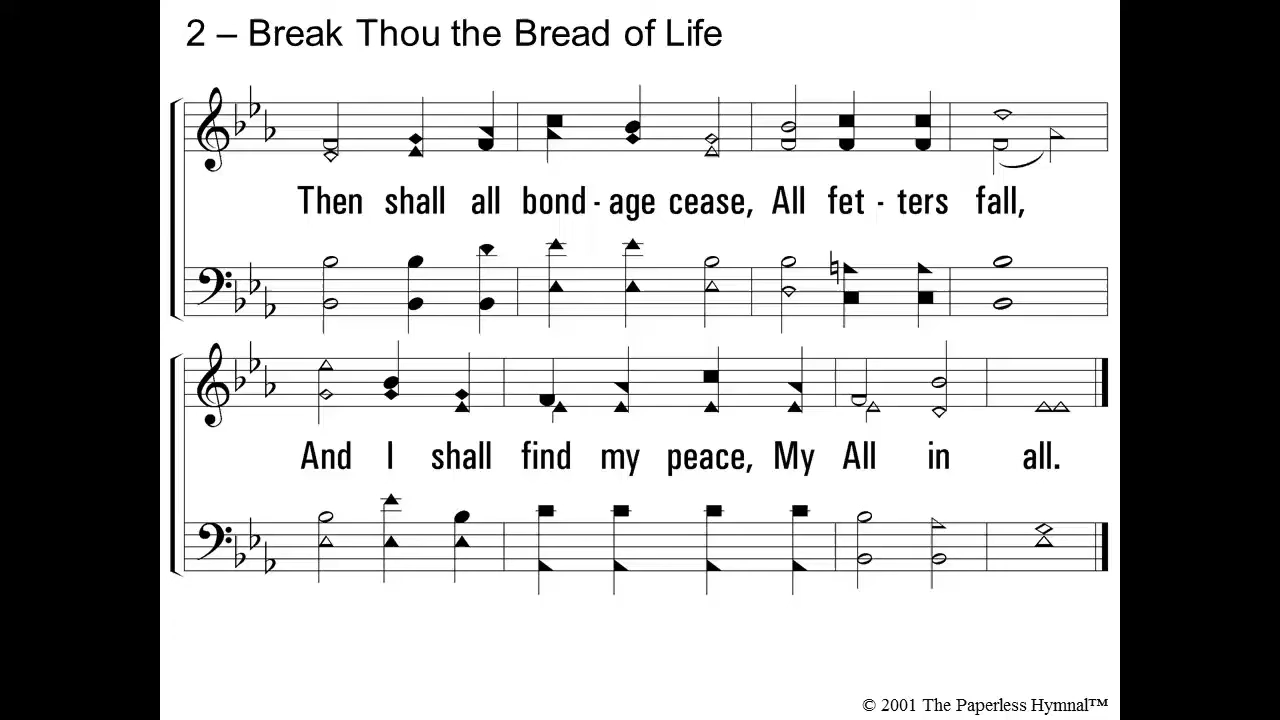 2 – Break Thou the Bread of Life
Then shall all bond - age cease, All fet - ters fall,
And I shall find my peace, My All in all.
© 2001 The Paperless Hymnal™